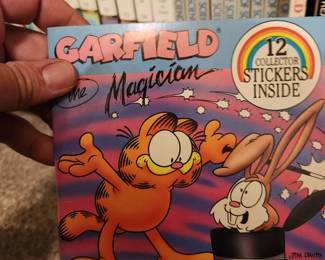 GARFIELD®
the
Magician
12
COLLECTOR
STICKERS
INSIDE
JIM DAVIS